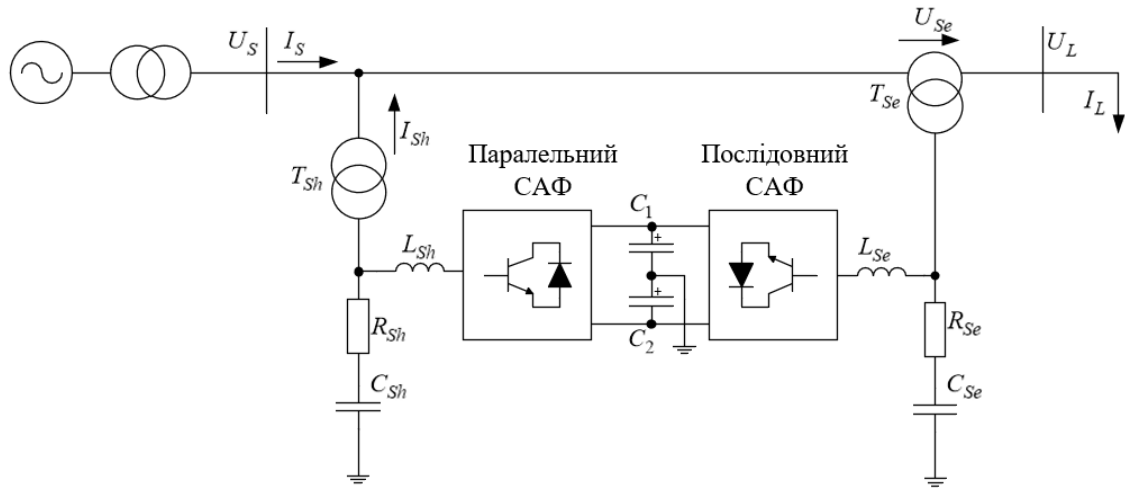 U_S
I_S
U_Se
U_L
T_Se
I_L
I_Sh
T_Sh
Паралельний
САФ
Послідовний
САФ
C_1
L_Sh
+
+
L_Se
R_Sh
C_2
R_Se
C_Sh
C_Se